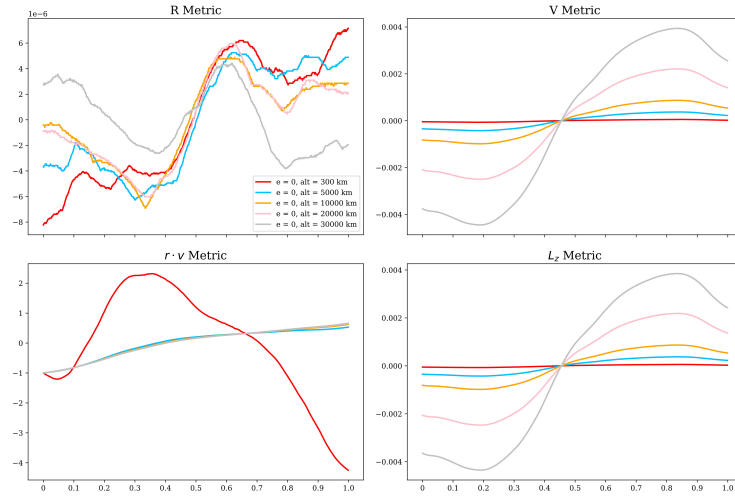 R Metric
1e−6
6
4
2
0
−2
−4
−6
−8
e = 0, alt = 300 km
e = 0, alt = 5000 km
e = 0, alt = 10000 km
e = 0, alt = 20000 km
e = 0, alt = 30000 km
V Metric
0.004
0.002
0.000
−0.002
−0.004
r · v Metric
2
1
0
−1
−2
−3
−4
0.0 0.1 0.2 0.3 0.4 0.5 0.6 0.7 0.8 0.9 1.0
L_z Metric
0.004
0.002
0.000
−0.002
−0.004
0.0 0.1 0.2 0.3 0.4 0.5 0.6 0.7 0.8 0.9 1.0